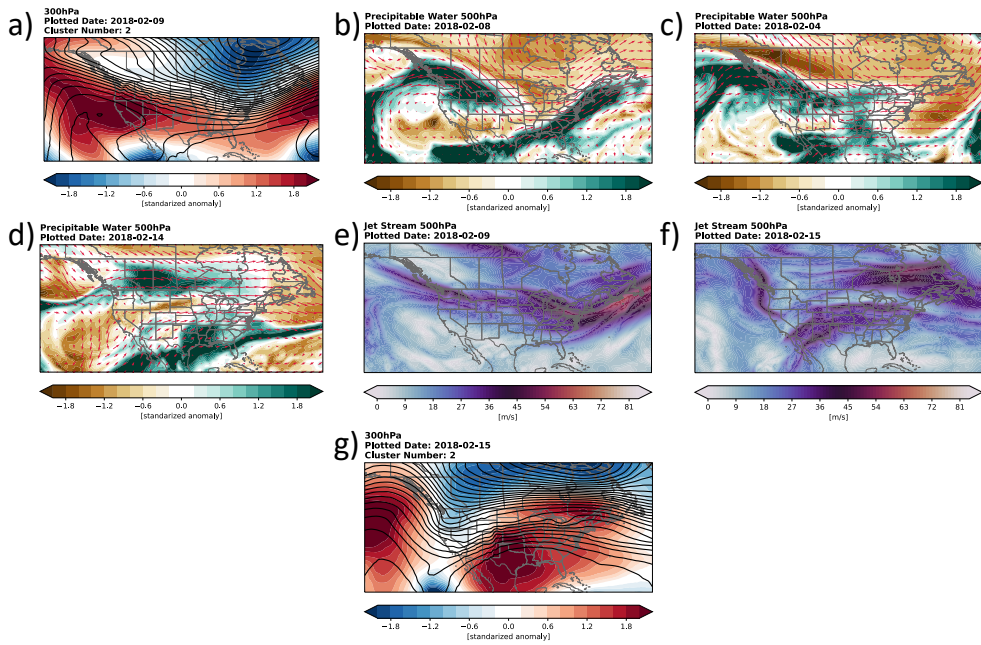 a)
300hPa
Plotted Date: 2018-02-09
Cluster Number: 2
−1.8 −1.2 −0.6 0.0 0.6 1.2 1.8
[standarized anomaly]
b)
Precipitable Water 500hPa
Plotted Date: 2018-02-08
−1.8 −1.2 −0.6 0.0 0.6 1.2 1.8
[standarized anomaly]
c)
Precipitable Water 500hPa
Plotted Date: 2018-02-04
−1.8 −1.2 −0.6 0.0 0.6 1.2 1.8
[standarized anomaly]
d)
Precipitable Water 500hPa
Plotted Date: 2018-02-14
−1.8 −1.2 −0.6 0.0 0.6 1.2 1.8
[standarized anomaly]
e)
Jet Stream 500hPa
Plotted Date: 2018-02-09
0 9 18 27 36 45 54 63 72 81
[m/s]
f)
Jet Stream 500hPa
Plotted Date: 2018-02-15
0 9 18 27 36 45 54 63 72 81
[m/s]
g)
300hPa
Plotted Date: 2018-02-15
Cluster Number: 2
−1.8 −1.2 −0.6 0.0 0.6 1.2 1.8
[standarized anomaly]